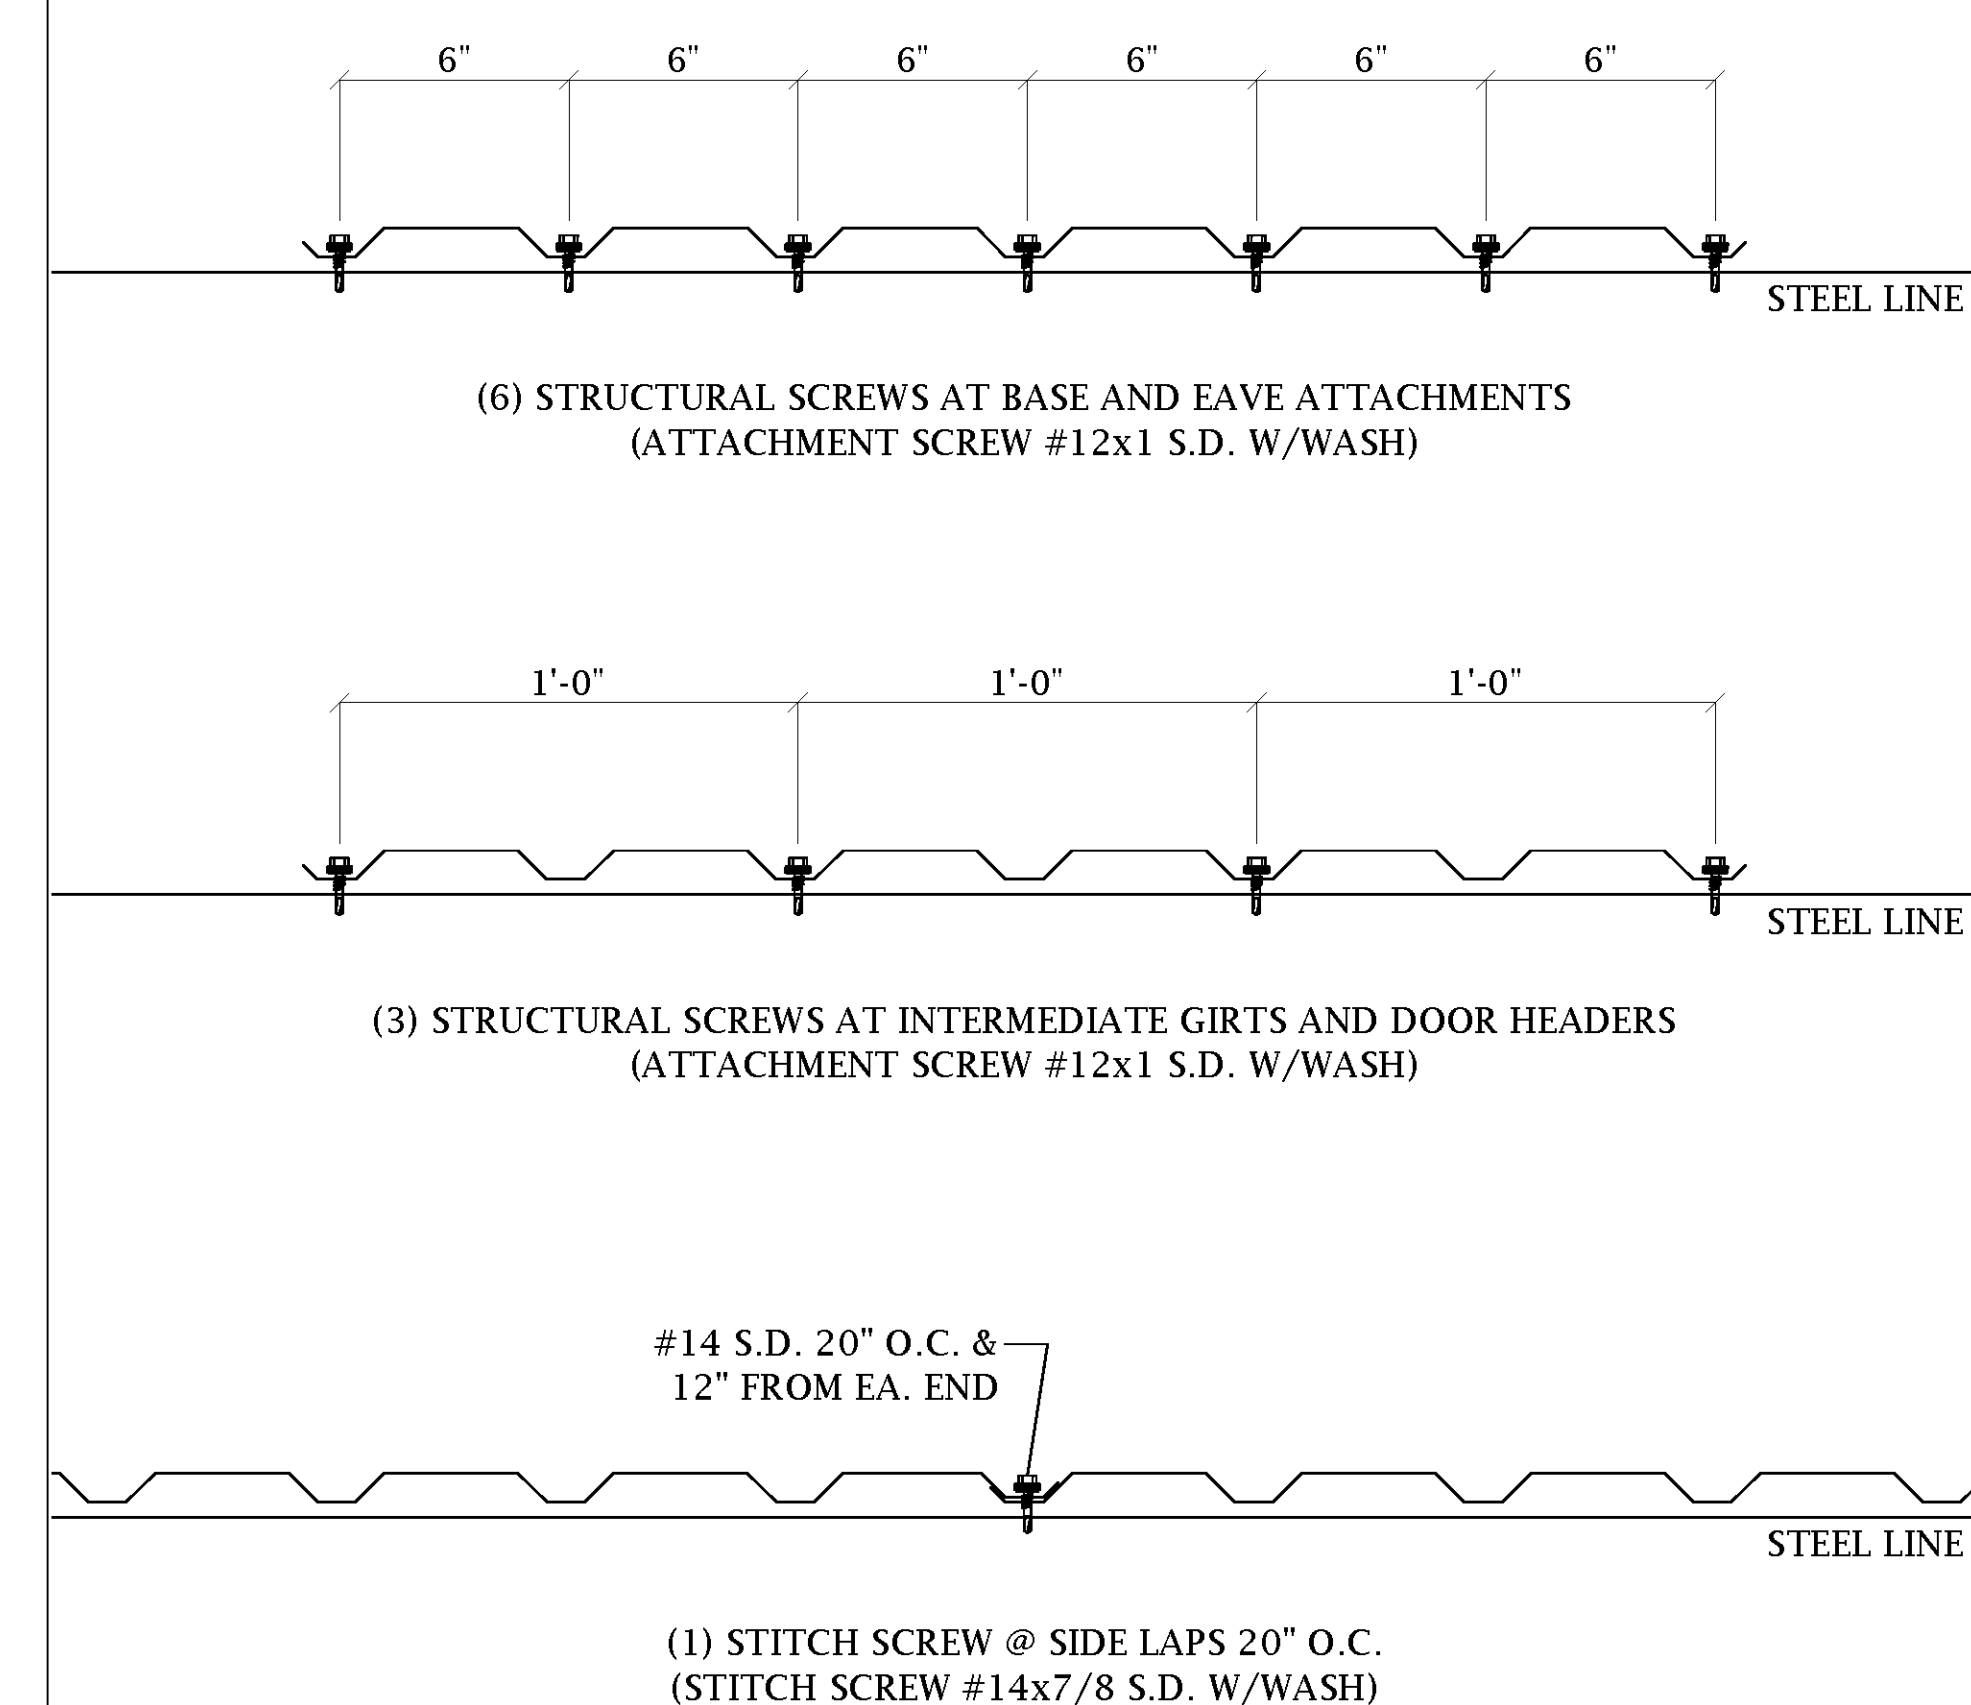 6" 6" 6" 6" 6" 6"
STEEL LINE
(6) STRUCTURAL SCREWS AT BASE AND EAVE ATTACHMENTS
(ATTACHMENT SCREW #12x1 S.D. W/WASH)
1'-0" 1'-0" 1'-0"
STEEL LINE
(3) STRUCTURAL SCREWS AT INTERMEDIATE GIRTS AND DOOR HEADERS
(ATTACHMENT SCREW #12x1 S.D. W/WASH)
#14 S.D. 20" O.C. &
12" FROM EA. END
STEEL LINE
(1) STITCH SCREW @ SIDE LAPS 20" O.C.
(STITCH SCREW #14x7/8 S.D. W/WASH)